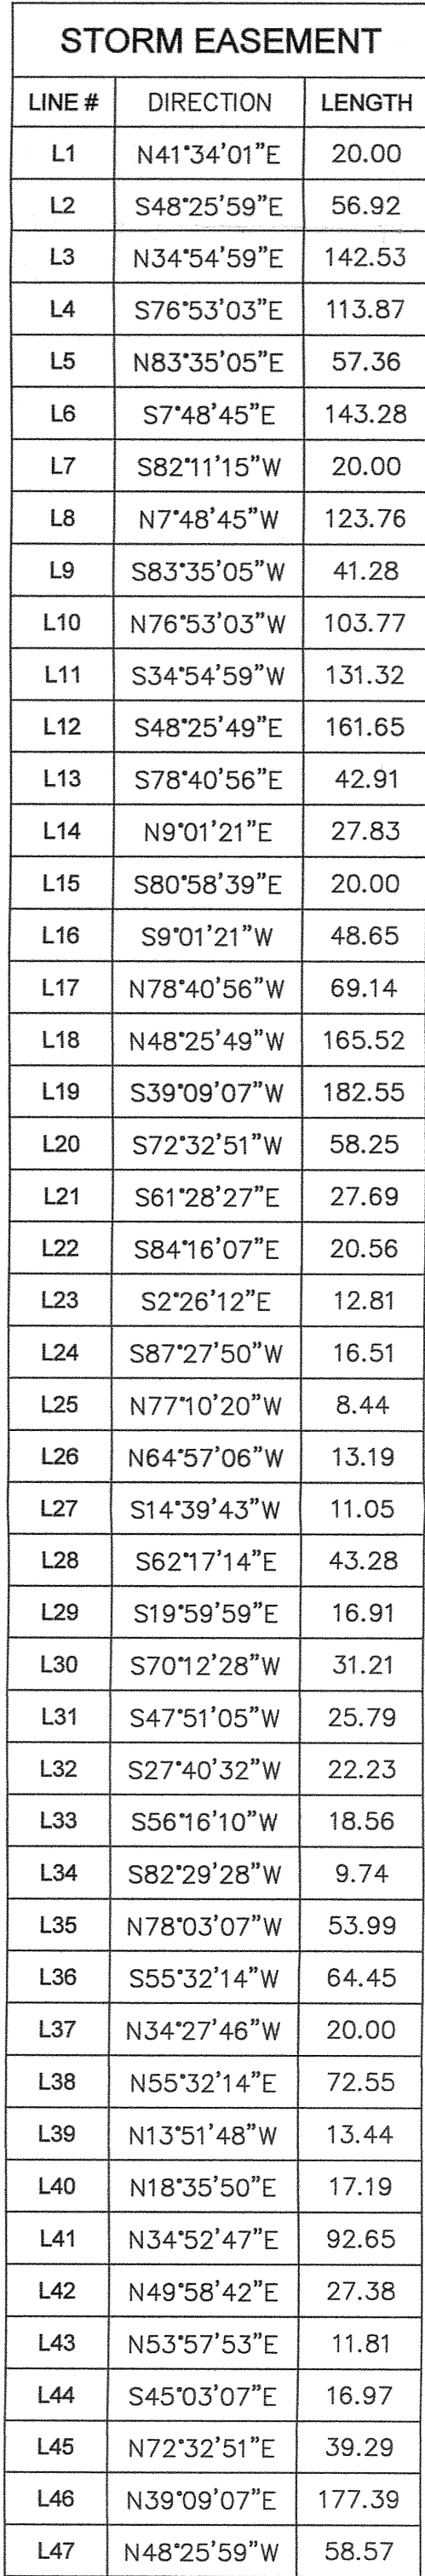 STORM EASEMENT
LINE # DIRECTION LENGTH
L1 N41°34'01"E 20.00
L2 S48°25'59"E 56.92
L3 N34°54'59"E 142.53
L4 S76°53'03"E 113.87
L5 N83°35'05"E 57.36
L6 S7°48'45"E 143.28
L7 S82°11'15"W 20.00
L8 N7°48'45"W 123.76
L9 S83°35'05"W 41.28
L10 N76°53'03"W 103.77
L11 S34°54'59"W 131.32
L12 S48°25'49"E 161.65
L13 S78°40'56"E 42.91
L14 N9°01'21"E 27.83
L15 S80°58'39"E 20.00
L16 S9°01'21"W 48.65
L17 N78°40'56"W 69.14
L18 N48°25'49"W 165.52
L19 S39°09'07"W 182.55
L20 S72°32'51"W 58.25
L21 S61°28'27"E 27.69
L22 S84°16'07"E 20.56
L23 S2°26'12"E 12.81
L24 S87°27'50"W 16.51
L25 N77°10'20"W 8.44
L26 N64°57'06"W 13.19
L27 S14°39'43"W 11.05
L28 S62°17'14"E 43.28
L29 S19°59'59"E 16.91
L30 S70°12'28"W 31.21
L31 S47°51'05"W 25.79
L32 S27°40'32"W 22.23
L33 S56°16'10"W 18.56
L34 S82°29'28"W 9.74
L35 N78°03'07"W 53.99
L36 S55°32'14"W 64.45
L37 N34°27'46"W 20.00
L38 N55°32'14"E 72.55
L39 N13°51'48"W 13.44
L40 N18°35'50"E 17.19
L41 N34°52'47"E 92.65
L42 N49°58'42"E 27.38
L43 N53°57'53"E 11.81
L44 S45°03'07"E 16.97
L45 N72°32'51"E 39.29
L46 N39°09'07"E 177.39
L47 N48°25'59"W 58.57